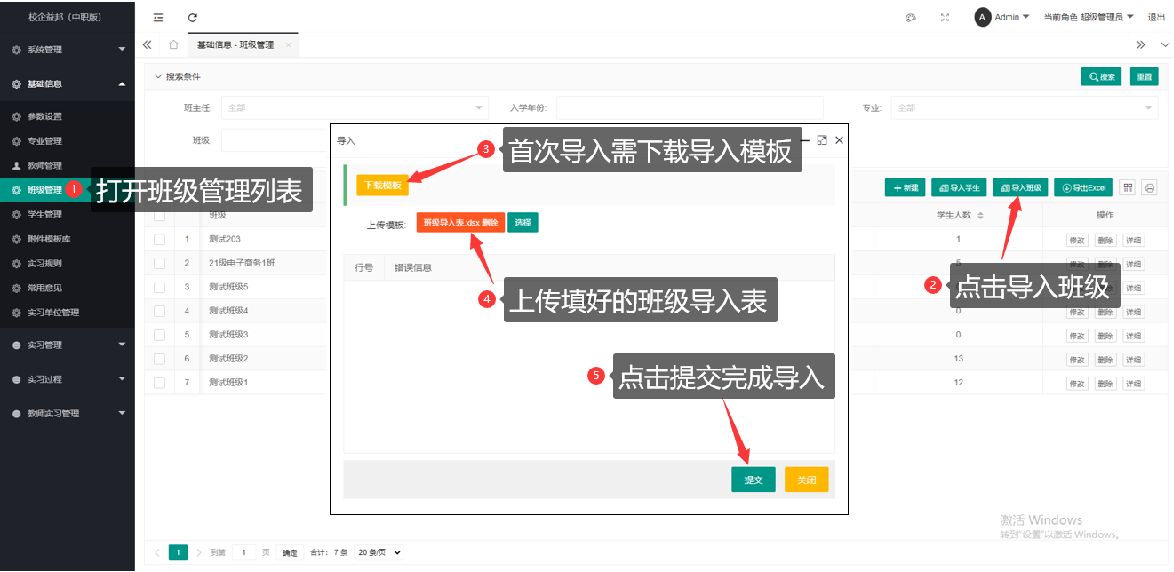 校企益邦（中职版）
Admin 当前角色 超级管理员 退出
系统管理
基础信息
参数设置
专业管理
教师管理
班级管理
学生管理
附件模板库
实习规则
常用意见
实习单位管理
实习管理
实习过程
教师实习管理
基础信息 - 班级管理
搜索条件
搜索 重置
班主任 全部 入学年份: 专业: 全部
班级
新建 导入学生 导入班级 导出Excel
班级 学生人数 操作
1 测试203 1 修改 删除 详细
2 21级电子商务1班 5 修改 删除 详细
3 测试班级5 修改 删除 详细
4 测试班级4 0 修改 删除 详细
5 测试班级3 0 修改 删除 详细
6 测试班级2 13 修改 删除 详细
7 测试班级1 12 修改 删除 详细
1 到第 1 页 确定 合计：7 条 20 条/页
导入
下载模板
上传模板: 班级导入表.xlsx 删除 选择
行号 错误信息
提交 关闭
1 打开班级管理列表
2 点击导入班级
3 首次导入需下载导入模板
4 上传填好的班级导入表
5 点击提交完成导入
激活 Windows
转到"设置"以激活 Windows。